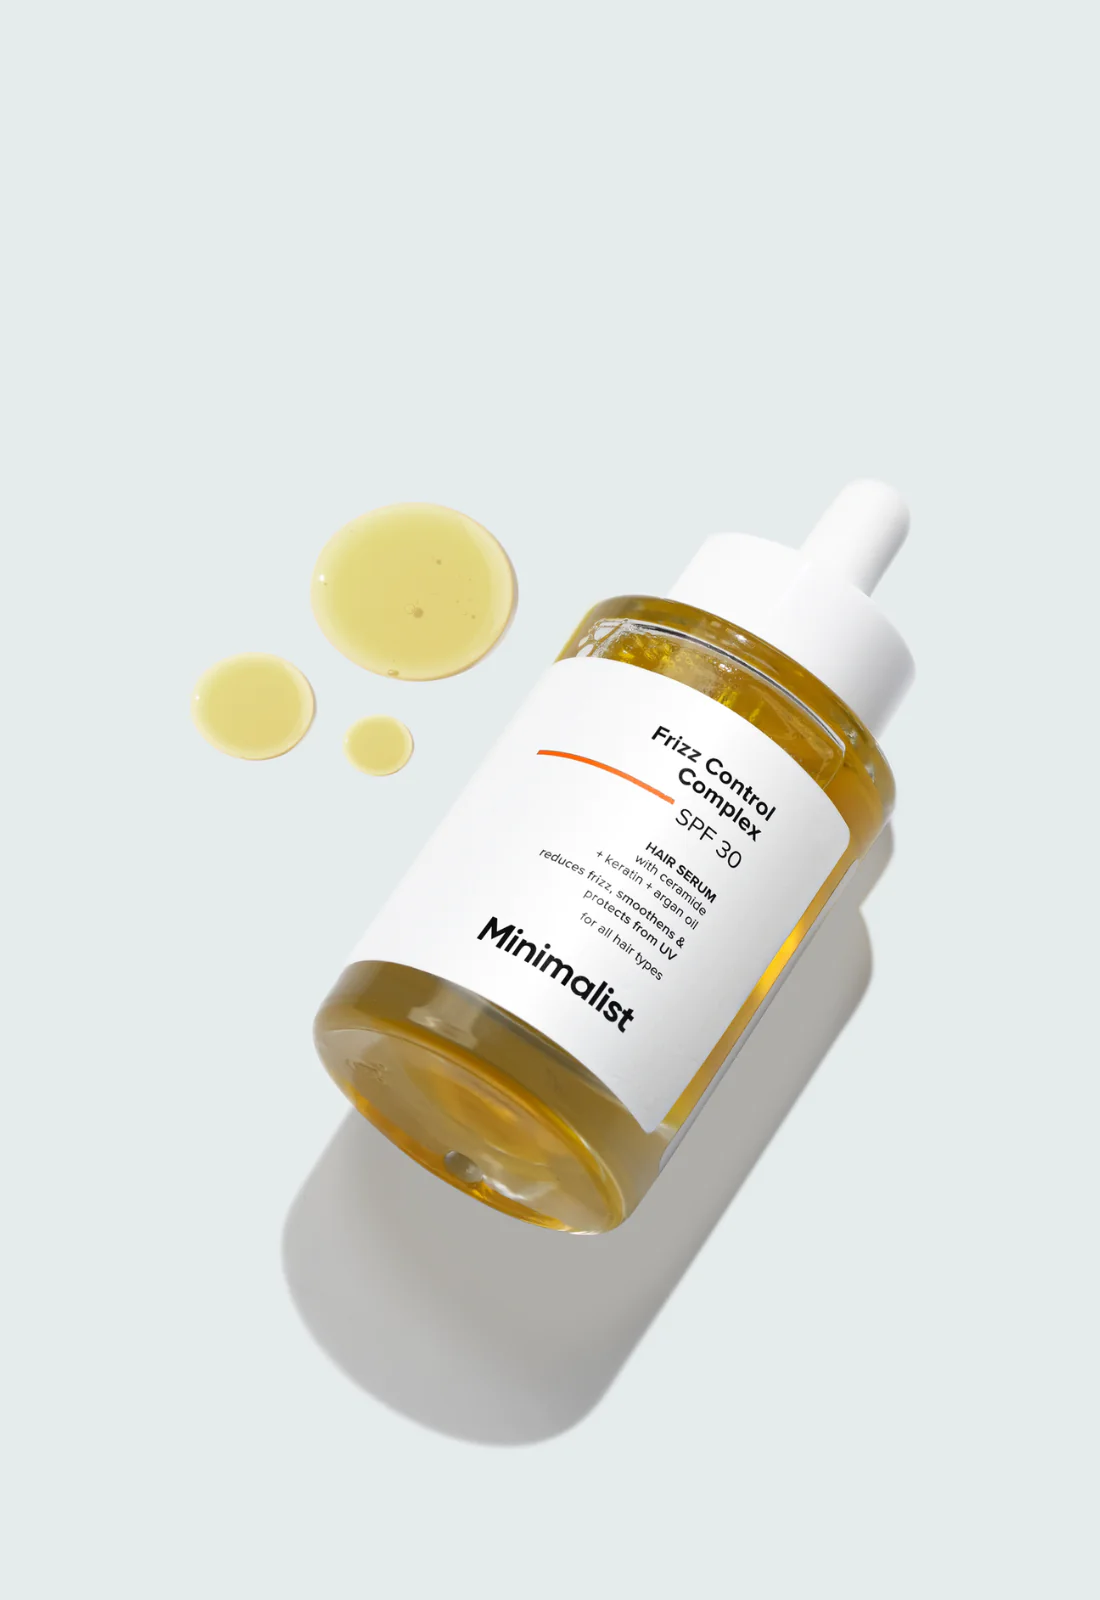 Frizz Control
Complex
SPF 30
HAIR SERUM
with ceramide
+ keratin + argan oil
reduces frizz, smoothens &
protects from UV
for all hair types
Minimalist